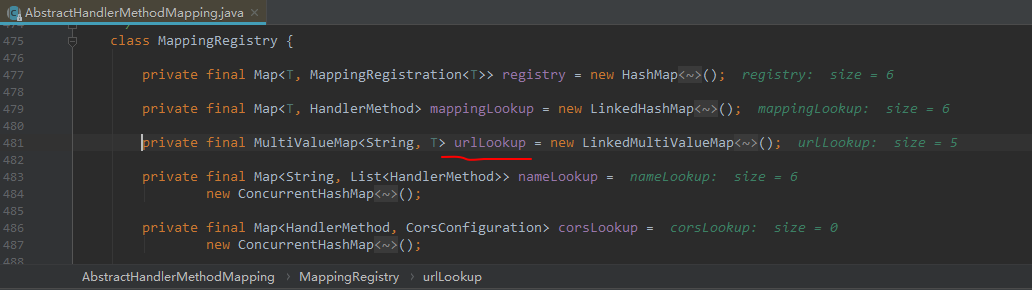 AbstractHandlerMethodMapping.java ×
475 class MappingRegistry {
476
477 private final Map<T, MappingRegistration<T>> registry = new HashMap<~>(); registry: size = 6
478
479 private final Map<T, HandlerMethod> mappingLookup = new LinkedHashMap<~>(); mappingLookup: size = 6
480
481 private final MultiValueMap<String, T> urlLookup = new LinkedMultiValueMap<~>(); urlLookup: size = 5
482
483 private final Map<String, List<HandlerMethod>> nameLookup = nameLookup: size = 6
484 new ConcurrentHashMap<~>();
485
486 private final Map<HandlerMethod, CorsConfiguration> corsLookup = corsLookup: size = 0
487 new ConcurrentHashMap<~>();
488
AbstractHandlerMethodMapping › MappingRegistry › urlLookup